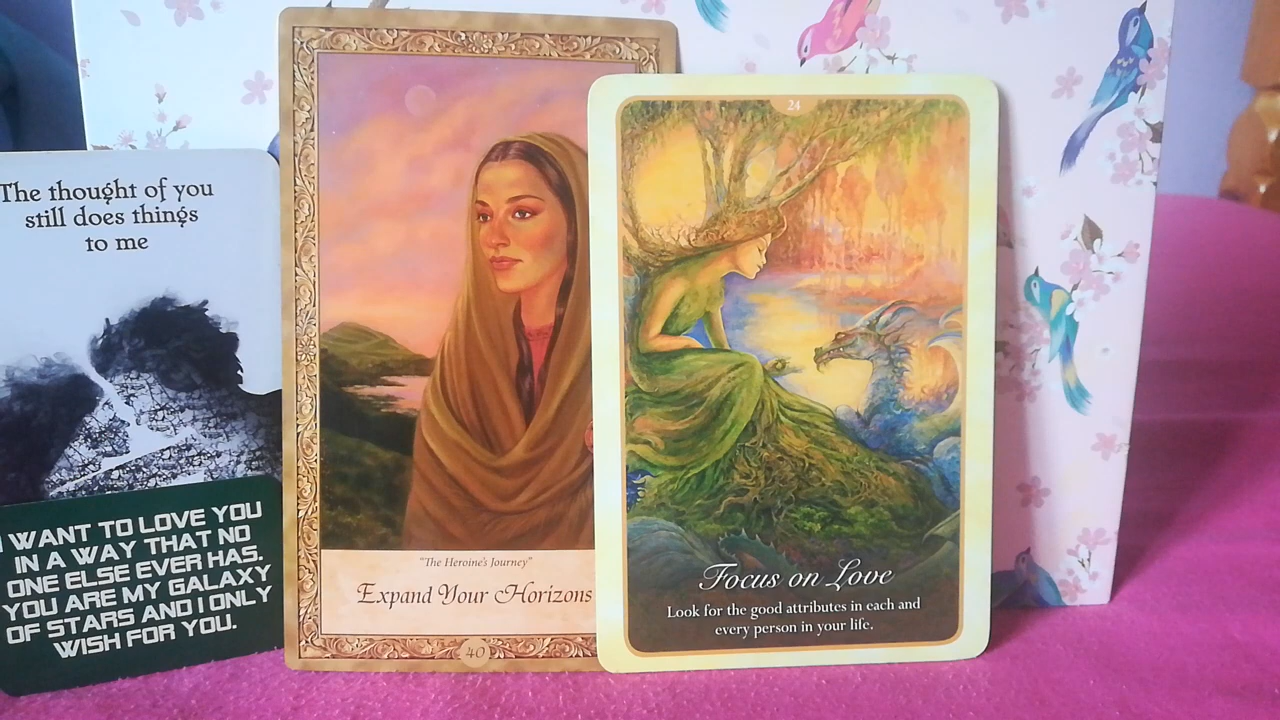 The thought of you
still does things
to me
I WANT TO LOVE YOU
IN A WAY THAT NO
ONE ELSE EVER HAS.
YOU ARE MY GALAXY
OF STARS AND I ONLY
WISH FOR YOU.
"The Heroine's Journey"
Expand Your Horizons
40
24
Focus on Love
Look for the good attributes in each and
every person in your life.